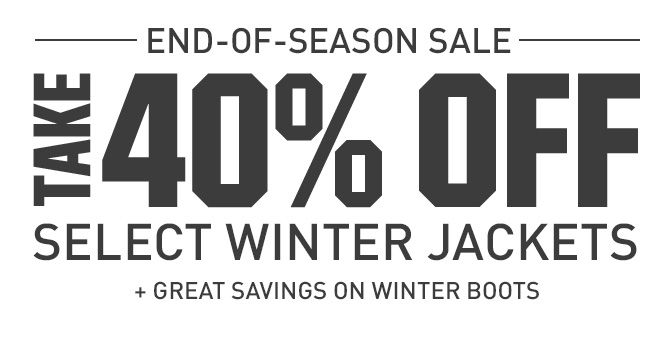 END-OF-SEASON SALE
TAKE 40% OFF
SELECT WINTER JACKETS
+ GREAT SAVINGS ON WINTER BOOTS